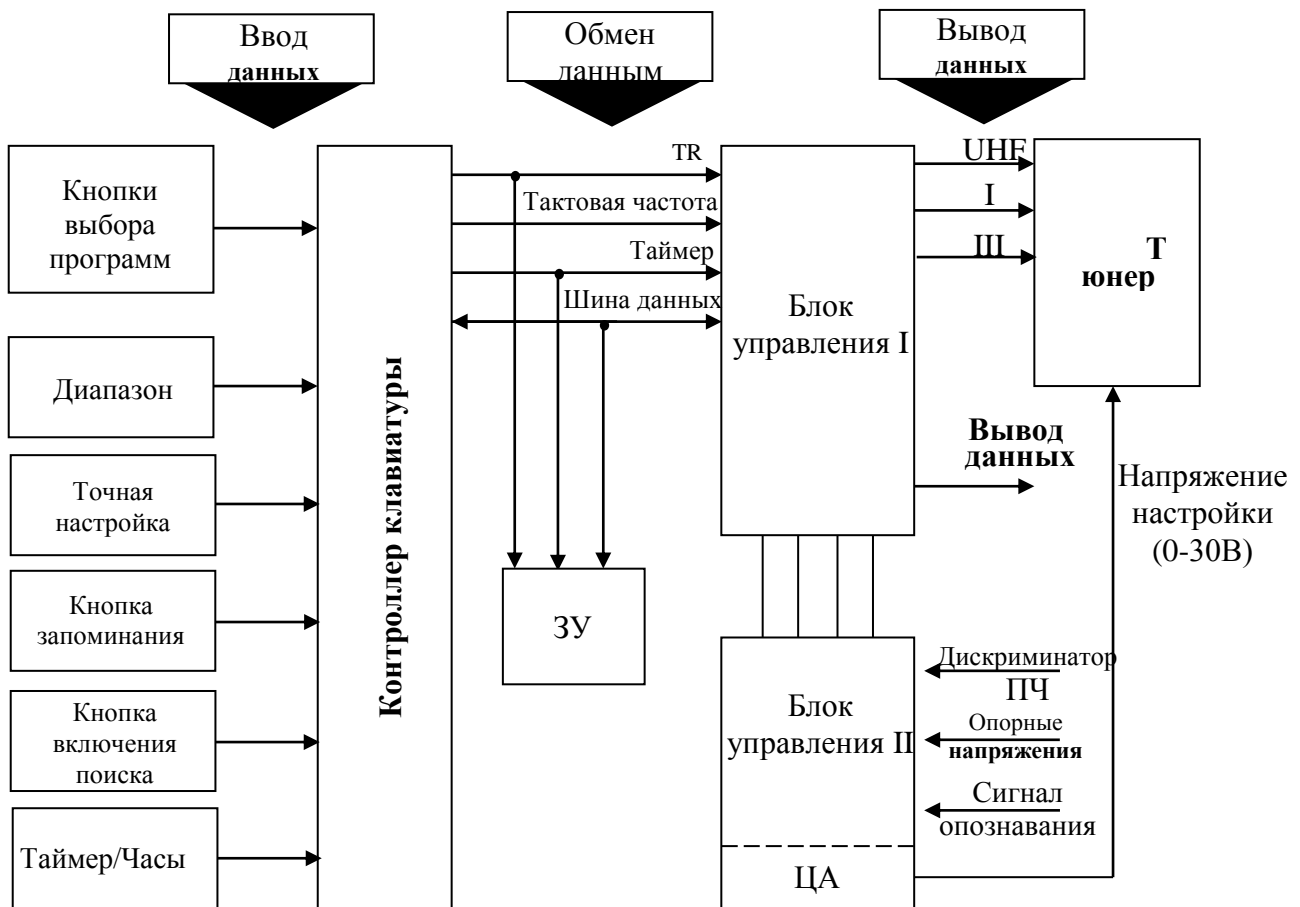 Ввод
данных
Обмен
данным
Вывод
данных
Кнопки
выбора
программ
Диапазон
Точная
настройка
Кнопка
запоминания
Кнопка
включения
поиска
Таймер/Часы
Контроллер клавиатуры
TR
Тактовая частота
Таймер
Шина данных
ЗУ
Блок
управления I
UHF
I
III
Т
юнер
Вывод
данных
Напряжение
настройки
(0-30В)
Блок
управления II
Дискриминатор
ПЧ
Опорные
напряжения
Сигнал
опознавания
ЦА